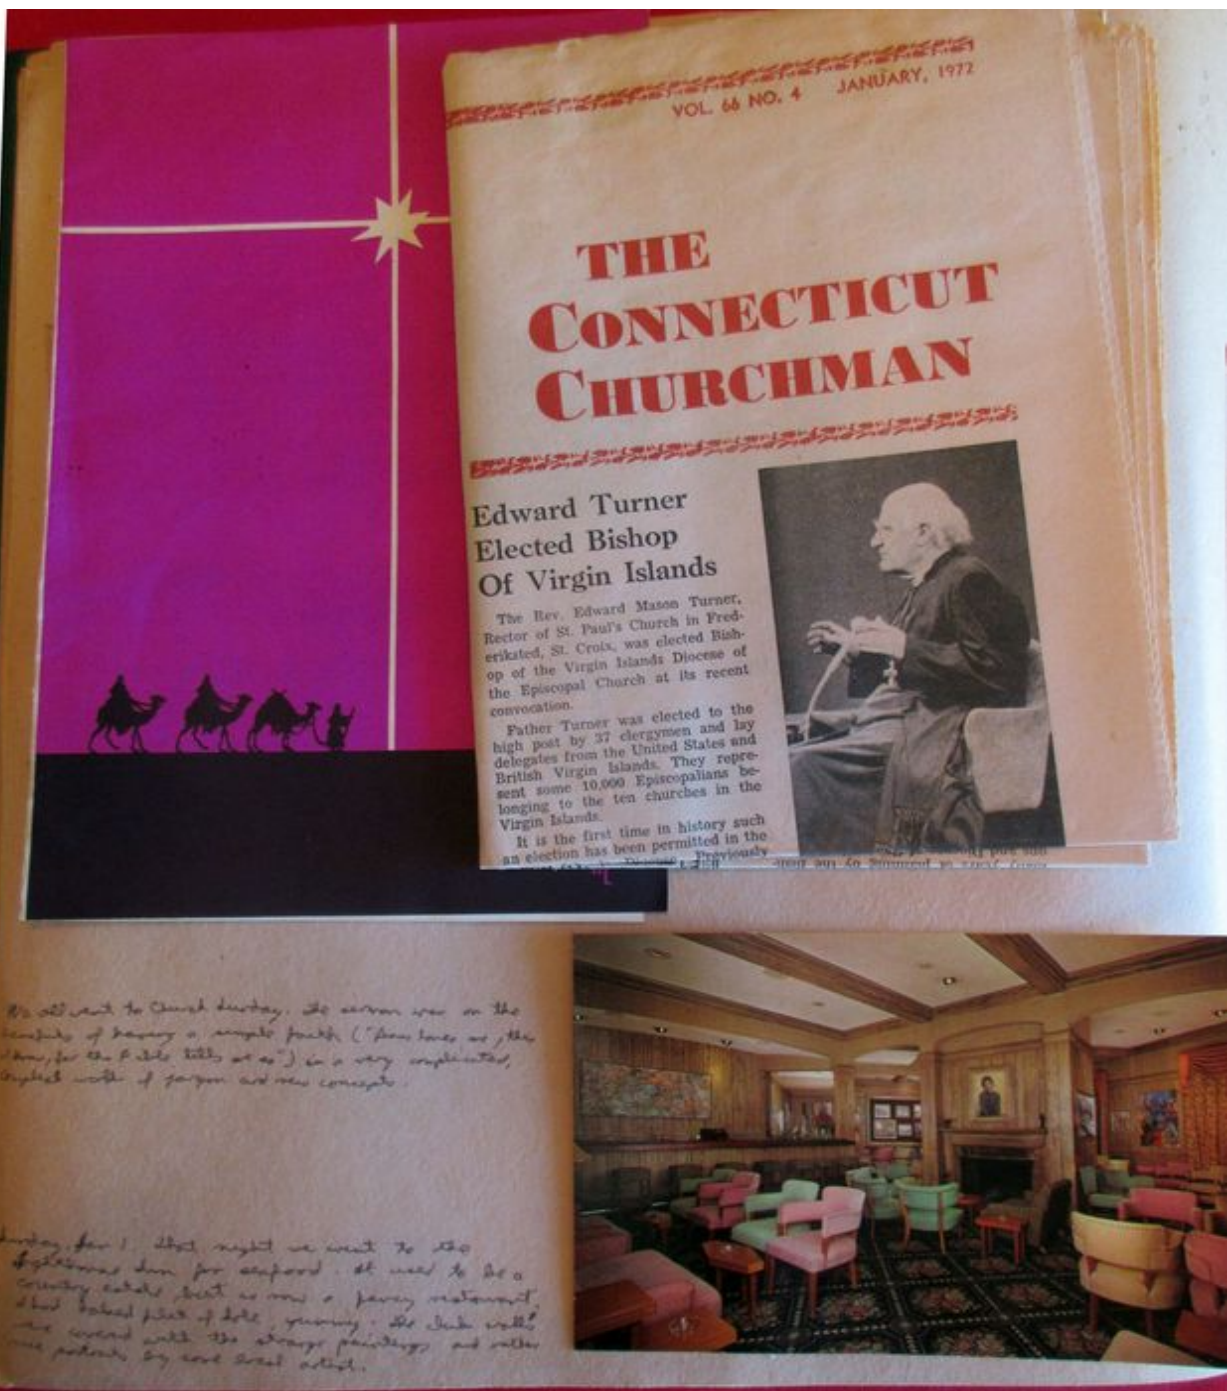 VOL. 66 NO. 4 JANUARY, 1972
THE
CONNECTICUT
CHURCHMAN
Edward Turner
Elected Bishop
Of Virgin Islands
The Rev. Edward Mason Turner,
Rector of St. Paul's Church in Fred-
eriksted, St. Croix, was elected Bish-
op of the Virgin Islands Diocese of
the Episcopal Church at its recent
convocation.
Father Turner was elected to the
high post by 37 clergymen and lay
delegates from the United States and
British Virgin Islands. They repre-
sent some 10,000 Episcopalians be-
longing to the ten churches in the
Virgin Islands.
It is the first time in history such
an election has been permitted in the
Diocese Previously
We all went to Church Sunday. The sermon was on the
benefits of having a simple faith ("Jesus loves me, this
I know, for the Bible tells me so") in a very complicated,
world of jargon and new concepts.
Sunday, Jan that night we went to the
Inn for seafood. It used to be a
country estate but is now a fancy restaurant.
I had baked filet of sole, yummy. The walls
were covered with the strange paintings and rather
nice portraits by some local artist.